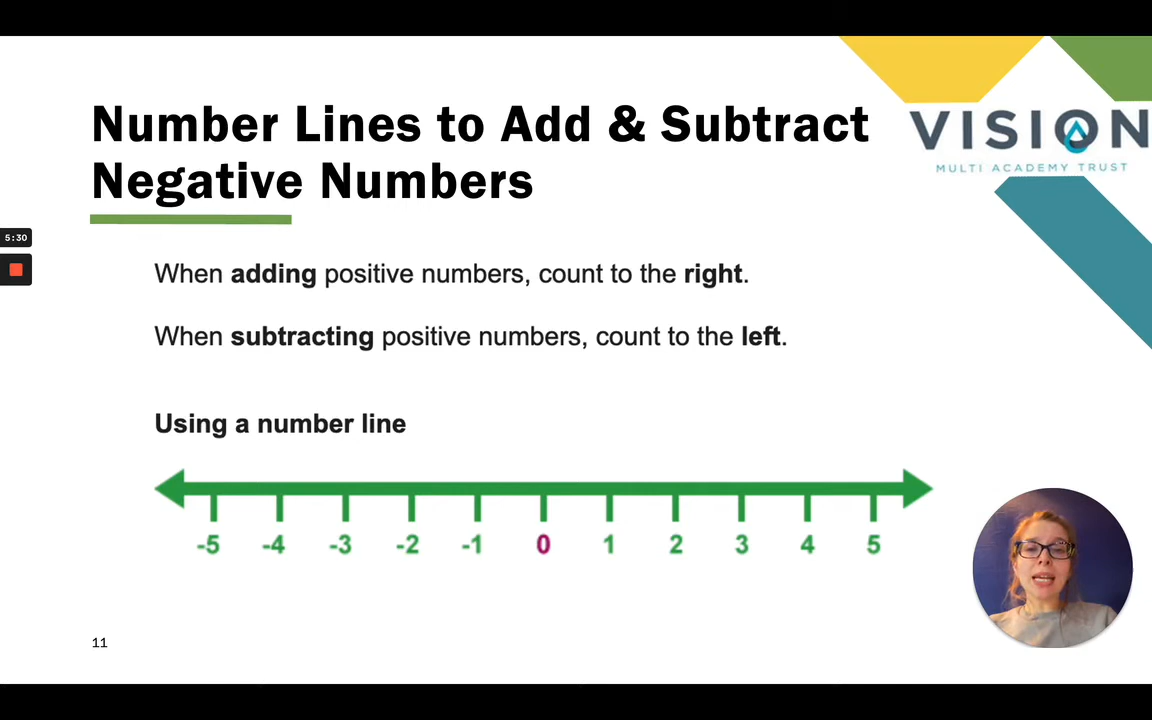 Number Lines to Add & Subtract
Negative Numbers
VISION
MULTI ACADEMY TRUST
5:30
When adding positive numbers, count to the right.
When subtracting positive numbers, count to the left.
Using a number line
-5 -4 -3 -2 -1 0 1 2 3 4 5
11